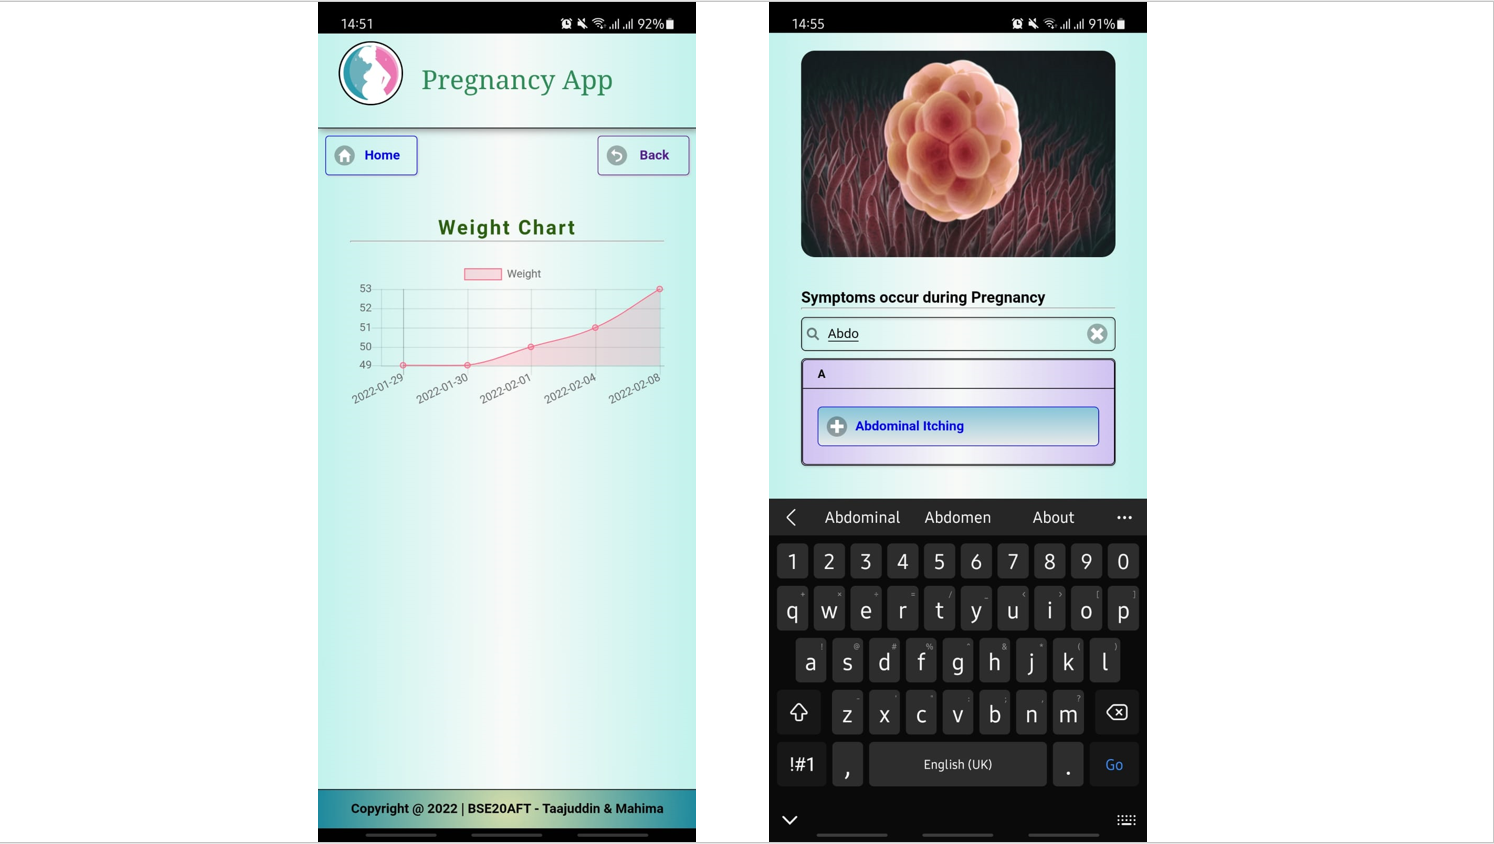 14:51
92%
Pregnancy App
Home
Back
Weight Chart
Weight
53
52
51
50
49
2022-01-29
2022-01-30
2022-02-01
2022-02-04
2022-02-08
Copyright @ 2022 | BSE20AFT - Taajuddin & Mahima
14:55
91%
Symptoms occur during Pregnancy
Abdo
A
Abdominal Itching
Abdominal Abdomen About ...
1 2 3 4 5 6 7 8 9 0
q w e r t y u i o p
a s d f g h j k l
z x c v b n m
!#1 , English (UK) . Go